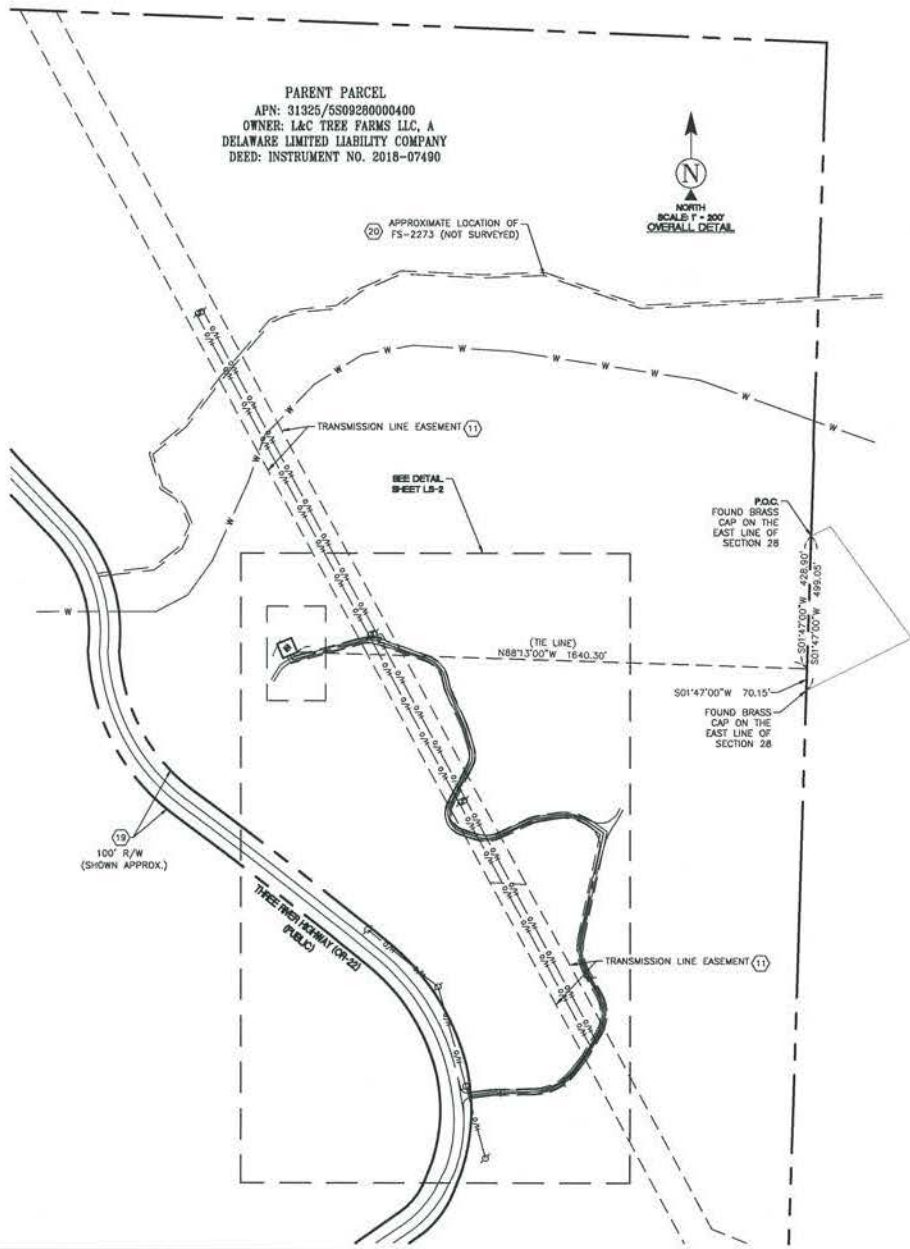 PARENT PARCEL
APN: 31325/5S09280000400
OWNER: L&C TREE FARMS LLC, A
DELAWARE LIMITED LIABILITY COMPANY
DEED: INSTRUMENT NO. 2018-07490
N
NORTH
SCALE: 1" = 200'
OVERALL DETAIL
20
APPROXIMATE LOCATION OF
FS-2273 (NOT SURVEYED)
W
W
W
W
W
W
W
W
W
W
W
TRANSMISSION LINE EASEMENT 11
SEE DETAIL
SHEET LS-2
P.O.C.
FOUND BRASS
CAP ON THE
EAST LINE OF
SECTION 28
S01°47'00"W 428.90'
S01°47'00"W 499.05'
(TIE LINE)
N88°13'00"W 1640.30'
S01°47'00"W 70.15'
FOUND BRASS
CAP ON THE
EAST LINE OF
SECTION 28
19
100' R/W
(SHOWN APPROX.)
THREE RIVER HIGHWAY (OR-22)
(PUBLIC)
TRANSMISSION LINE EASEMENT 11